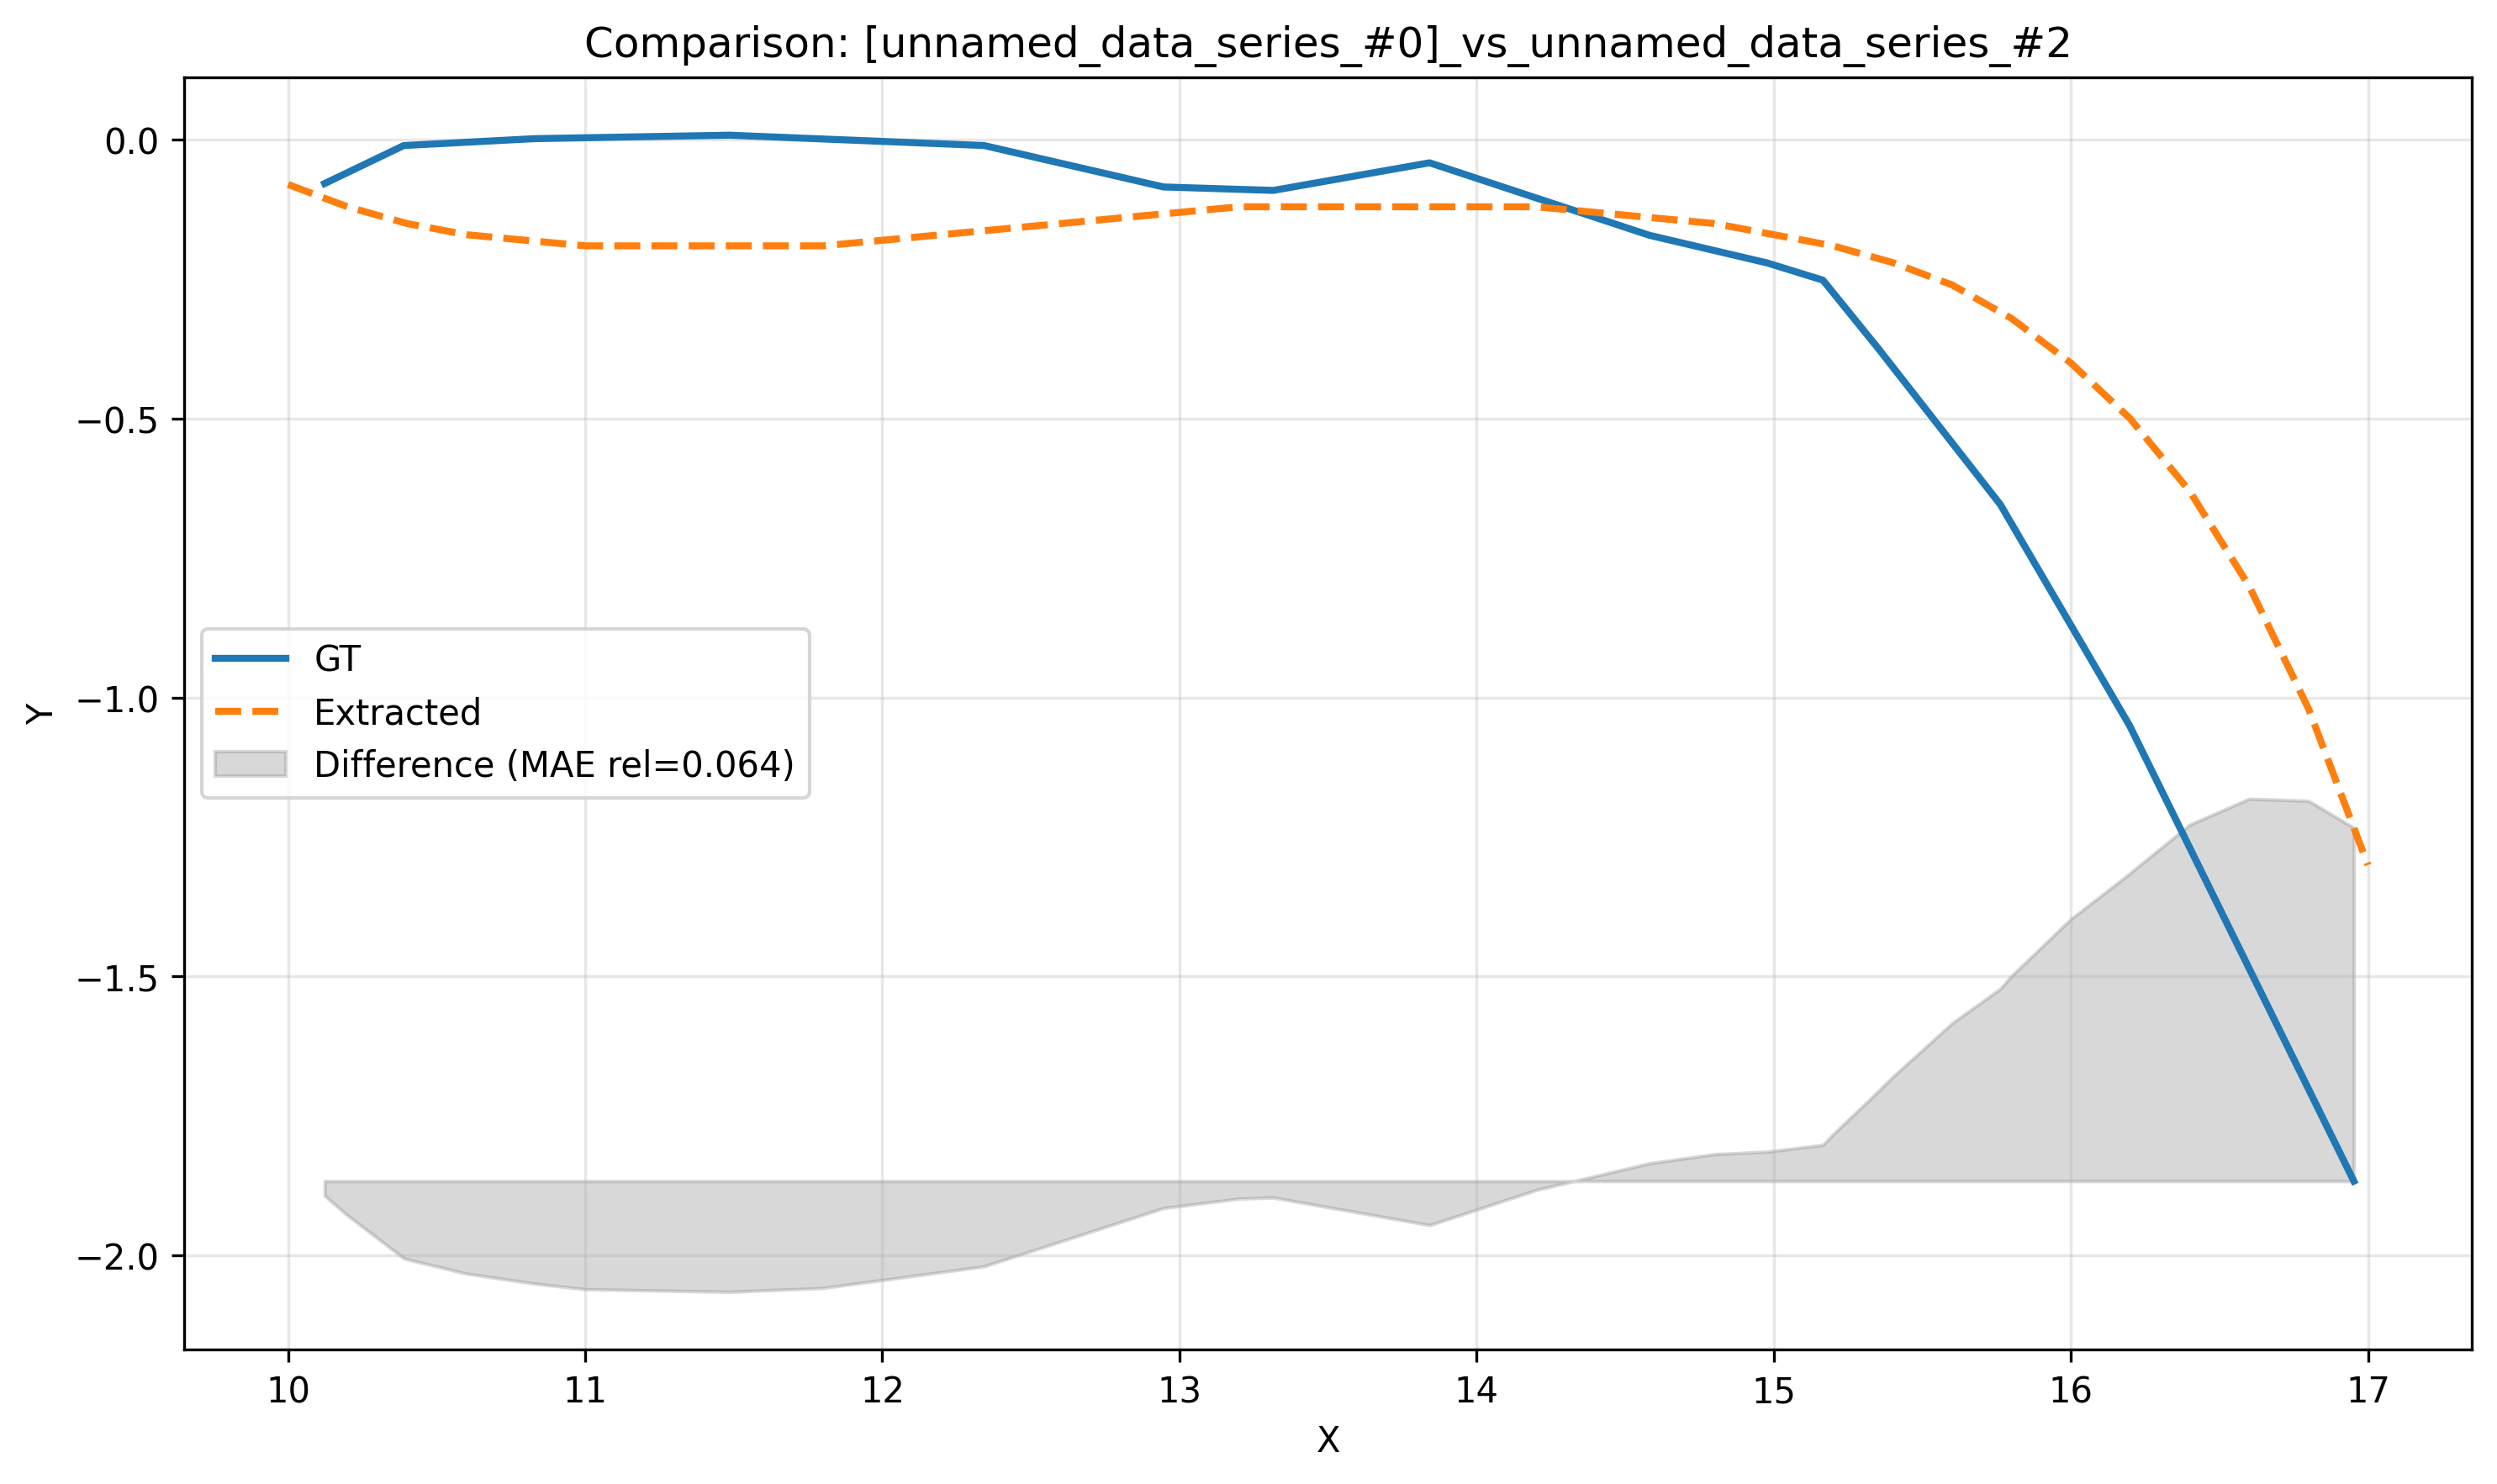 Comparison: [unnamed_data_series_#0]_vs_unnamed_data_series_#2
0.0
−0.5
−1.0
−1.5
−2.0
Y
GT
Extracted
Difference (MAE rel=0.064)
10 11 12 13 14 15 16 17
X